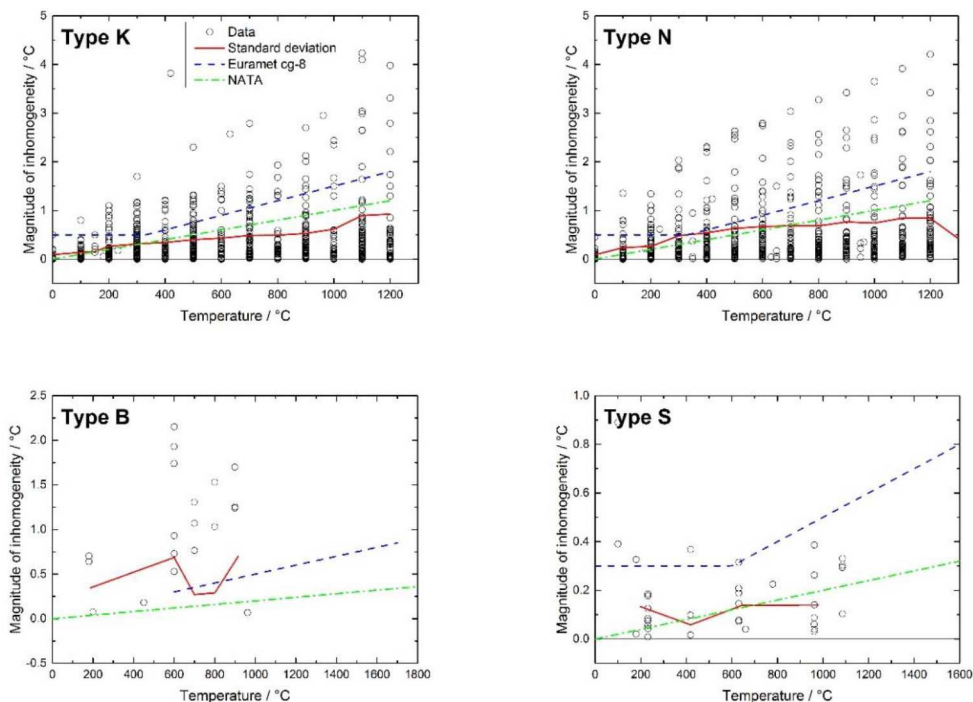 Type K
Data
Standard deviation
Euramet cg-8
NATA
5
4
3
2
1
0
Magnitude of inhomogeneity / °C
0 200 400 600 800 1000 1200
Temperature / °C
Type N
5
4
3
2
1
0
Magnitude of inhomogeneity / °C
0 200 400 600 800 1000 1200
Temperature / °C
Type B
2.5
2.0
1.5
1.0
0.5
0.0
-0.5
Magnitude of inhomogeneity / °C
0 200 400 600 800 1000 1200 1400 1600 1800
Temperature / °C
Type S
1.0
0.8
0.6
0.4
0.2
0.0
Magnitude of inhomogeneity / °C
0 200 400 600 800 1000 1200 1400 1600
Temperature / °C